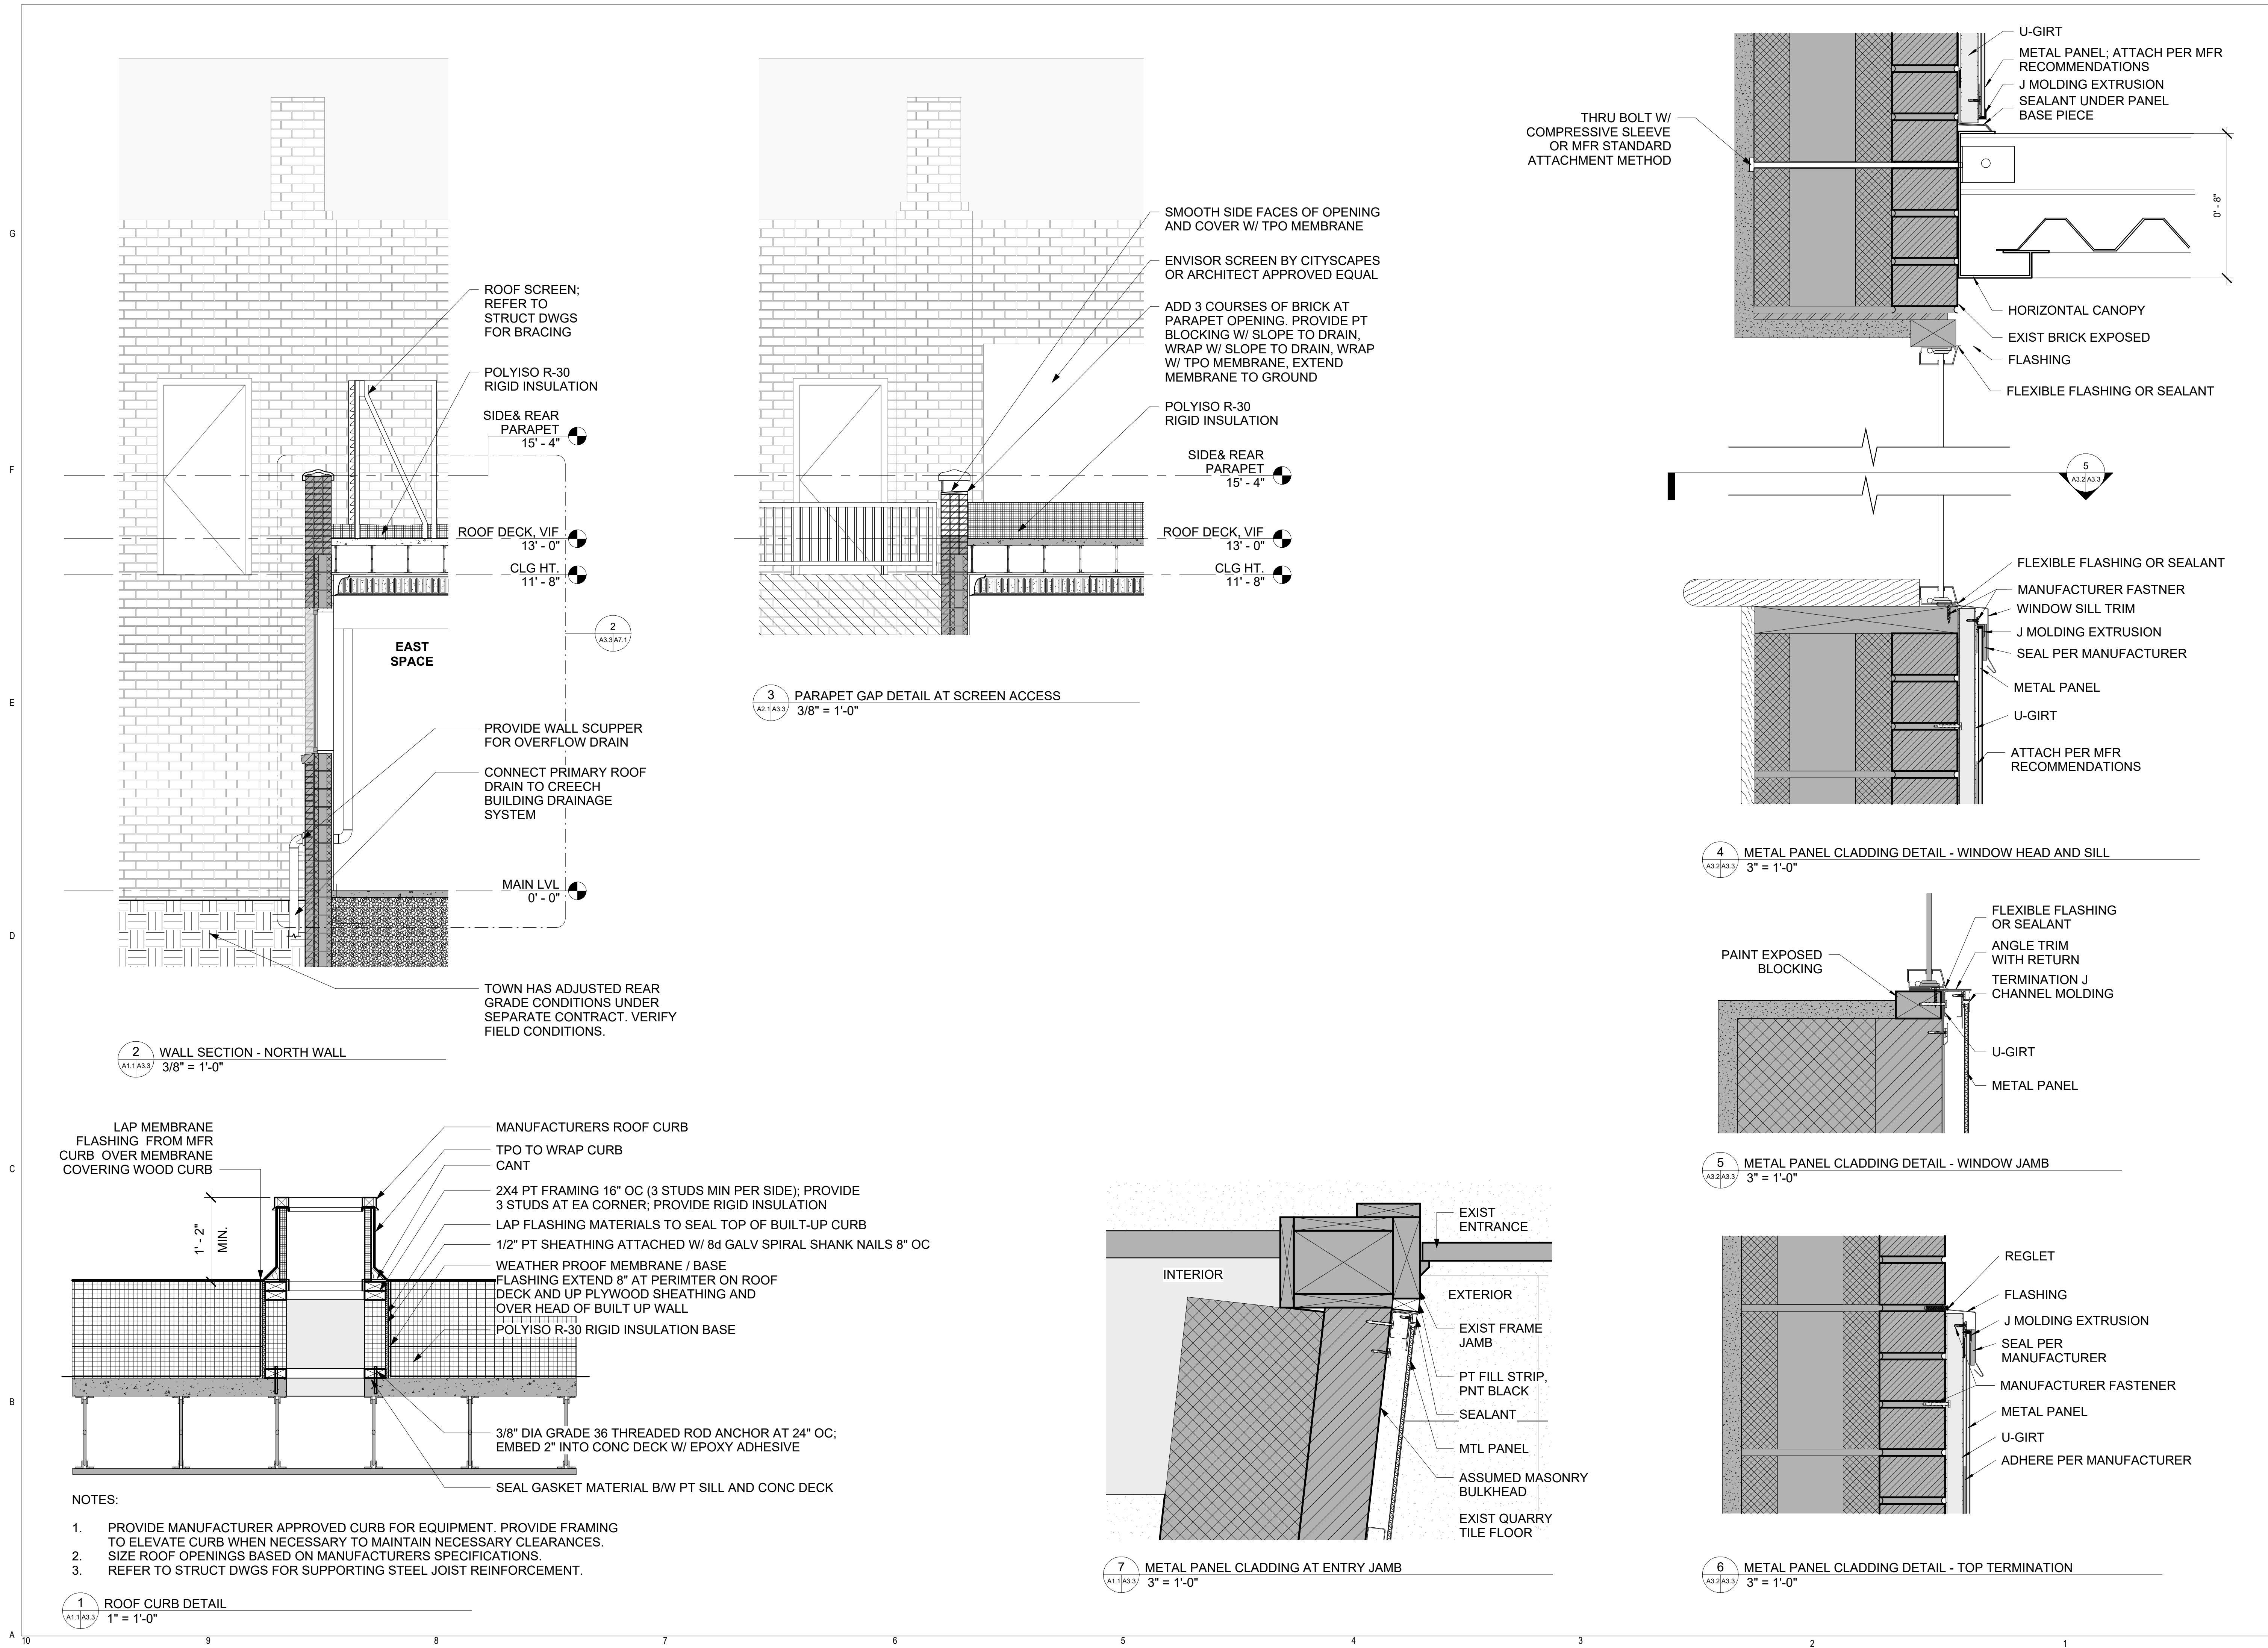 ROOF SCREEN;
REFER TO
STRUCT DWGS
FOR BRACING
POLYISO R-30
RIGID INSULATION
SIDE& REAR
PARAPET
15' - 4"
ROOF DECK, VIF
13' - 0"
CLG HT.
11' - 8"
2
A3.3 A7.1
EAST
SPACE
PROVIDE WALL SCUPPER
FOR OVERFLOW DRAIN
CONNECT PRIMARY ROOF
DRAIN TO CREECH
BUILDING DRAINAGE
SYSTEM
MAIN LVL
0' - 0"
TOWN HAS ADJUSTED REAR
GRADE CONDITIONS UNDER
SEPARATE CONTRACT. VERIFY
FIELD CONDITIONS.
2
A1.1 A3.3
WALL SECTION - NORTH WALL
3/8" = 1'-0"
SMOOTH SIDE FACES OF OPENING
AND COVER W/ TPO MEMBRANE
ENVISOR SCREEN BY CITYSCAPES
OR ARCHITECT APPROVED EQUAL
ADD 3 COURSES OF BRICK AT
PARAPET OPENING. PROVIDE PT
BLOCKING W/ SLOPE TO DRAIN,
WRAP W/ SLOPE TO DRAIN, WRAP
W/ TPO MEMBRANE, EXTEND
MEMBRANE TO GROUND
POLYISO R-30
RIGID INSULATION
SIDE& REAR
PARAPET
15' - 4"
ROOF DECK, VIF
13' - 0"
CLG HT.
11' - 8"
3
A2.1 A3.3
PARAPET GAP DETAIL AT SCREEN ACCESS
3/8" = 1'-0"
U-GIRT
METAL PANEL; ATTACH PER MFR
RECOMMENDATIONS
J MOLDING EXTRUSION
SEALANT UNDER PANEL
BASE PIECE
THRU BOLT W/
COMPRESSIVE SLEEVE
OR MFR STANDARD
ATTACHMENT METHOD
0' - 8"
HORIZONTAL CANOPY
EXIST BRICK EXPOSED
FLASHING
FLEXIBLE FLASHING OR SEALANT
5
A3.2 A3.3
FLEXIBLE FLASHING OR SEALANT
MANUFACTURER FASTNER
WINDOW SILL TRIM
J MOLDING EXTRUSION
SEAL PER MANUFACTURER
METAL PANEL
U-GIRT
ATTACH PER MFR
RECOMMENDATIONS
4
A3.2 A3.3
METAL PANEL CLADDING DETAIL - WINDOW HEAD AND SILL
3" = 1'-0"
PAINT EXPOSED
BLOCKING
FLEXIBLE FLASHING
OR SEALANT
ANGLE TRIM
WITH RETURN
TERMINATION J
CHANNEL MOLDING
U-GIRT
METAL PANEL
5
A3.2 A3.3
METAL PANEL CLADDING DETAIL - WINDOW JAMB
3" = 1'-0"
LAP MEMBRANE
FLASHING FROM MFR
CURB OVER MEMBRANE
COVERING WOOD CURB
1' - 2"
MIN.
MANUFACTURERS ROOF CURB
TPO TO WRAP CURB
CANT
2X4 PT FRAMING 16" OC (3 STUDS MIN PER SIDE); PROVIDE
3 STUDS AT EA CORNER; PROVIDE RIGID INSULATION
LAP FLASHING MATERIALS TO SEAL TOP OF BUILT-UP CURB
1/2" PT SHEATHING ATTACHED W/ 8d GALV SPIRAL SHANK NAILS 8" OC
WEATHER PROOF MEMBRANE / BASE
FLASHING EXTEND 8" AT PERIMTER ON ROOF
DECK AND UP PLYWOOD SHEATHING AND
OVER HEAD OF BUILT UP WALL
POLYISO R-30 RIGID INSULATION BASE
3/8" DIA GRADE 36 THREADED ROD ANCHOR AT 24" OC;
EMBED 2" INTO CONC DECK W/ EPOXY ADHESIVE
SEAL GASKET MATERIAL B/W PT SILL AND CONC DECK
NOTES:
1. PROVIDE MANUFACTURER APPROVED CURB FOR EQUIPMENT. PROVIDE FRAMING
TO ELEVATE CURB WHEN NECESSARY TO MAINTAIN NECESSARY CLEARANCES.
2. SIZE ROOF OPENINGS BASED ON MANUFACTURERS SPECIFICATIONS.
3. REFER TO STRUCT DWGS FOR SUPPORTING STEEL JOIST REINFORCEMENT.
1
A1.1 A3.3
ROOF CURB DETAIL
1" = 1'-0"
INTERIOR
EXIST
ENTRANCE
EXTERIOR
EXIST FRAME
JAMB
PT FILL STRIP,
PNT BLACK
SEALANT
MTL PANEL
ASSUMED MASONRY
BULKHEAD
EXIST QUARRY
TILE FLOOR
7
A1.1 A3.3
METAL PANEL CLADDING AT ENTRY JAMB
3" = 1'-0"
REGLET
FLASHING
J MOLDING EXTRUSION
SEAL PER
MANUFACTURER
MANUFACTURER FASTENER
METAL PANEL
U-GIRT
ADHERE PER MANUFACTURER
6
A3.2 A3.3
METAL PANEL CLADDING DETAIL - TOP TERMINATION
3" = 1'-0"
G
F
E
D
C
B
A
10 9 8 7 6 5 4 3 2 1